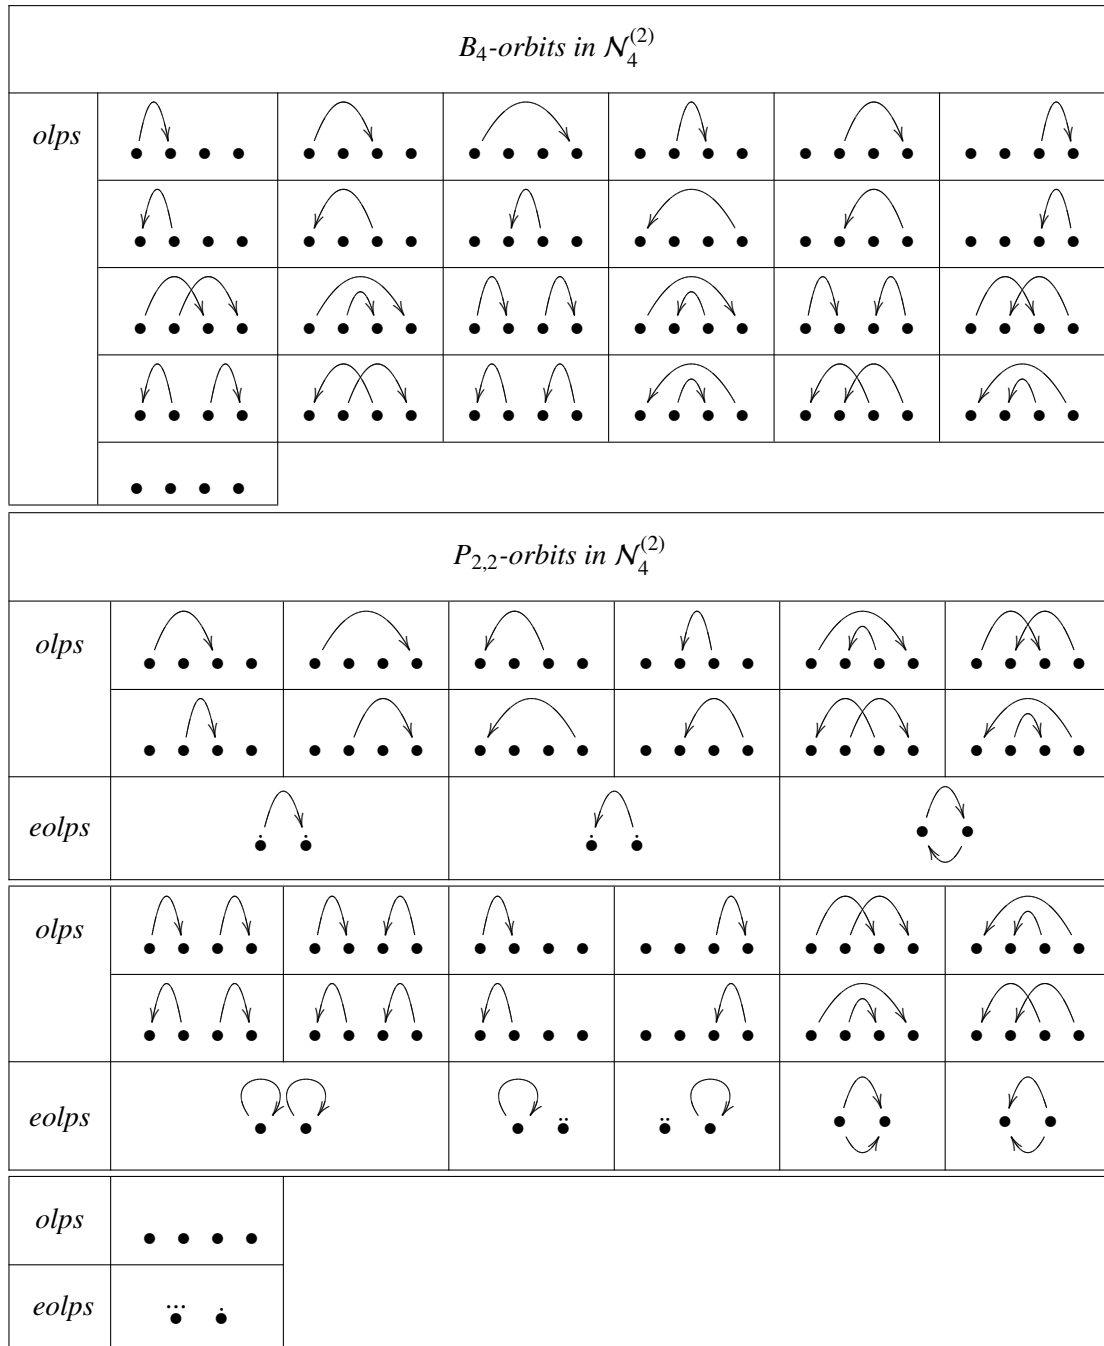 B₄-orbits in 𝒩₄⁽²⁾
olps
P₂,₂-orbits in 𝒩₄⁽²⁾
olps
eolps
olps
eolps
olps
eolps